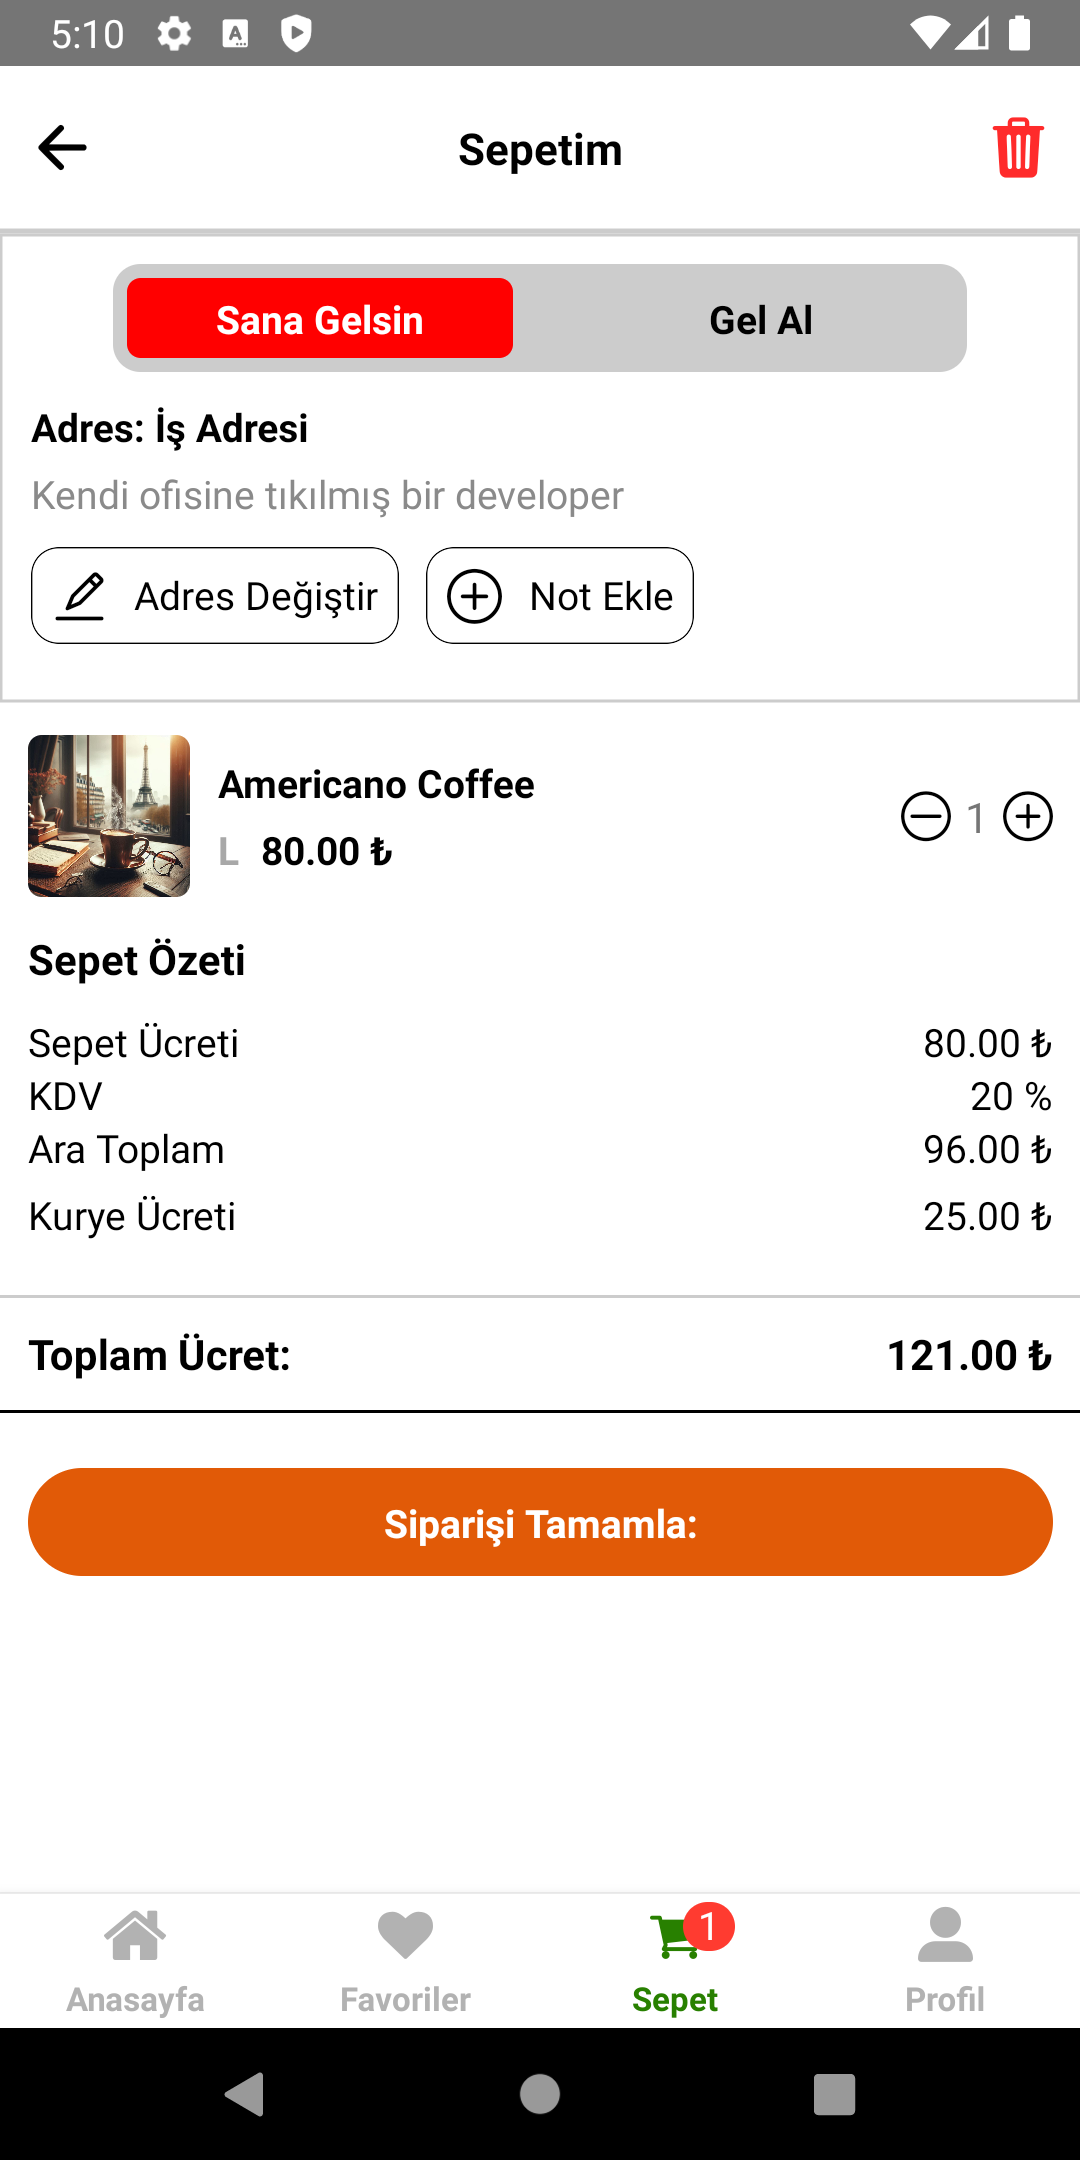 5:10
Sepetim
Sana Gelsin
Gel Al
Adres: İş Adresi
Kendi ofisine tıkılmış bir developer
Adres Değiştir
Not Ekle
Americano Coffee
L 80.00 ₺
1
Sepet Özeti
Sepet Ücreti 80.00 ₺
KDV 20 %
Ara Toplam 96.00 ₺
Kurye Ücreti 25.00 ₺
Toplam Ücret: 121.00 ₺
Siparişi Tamamla:
1
Anasayfa
Favoriler
Sepet
Profil